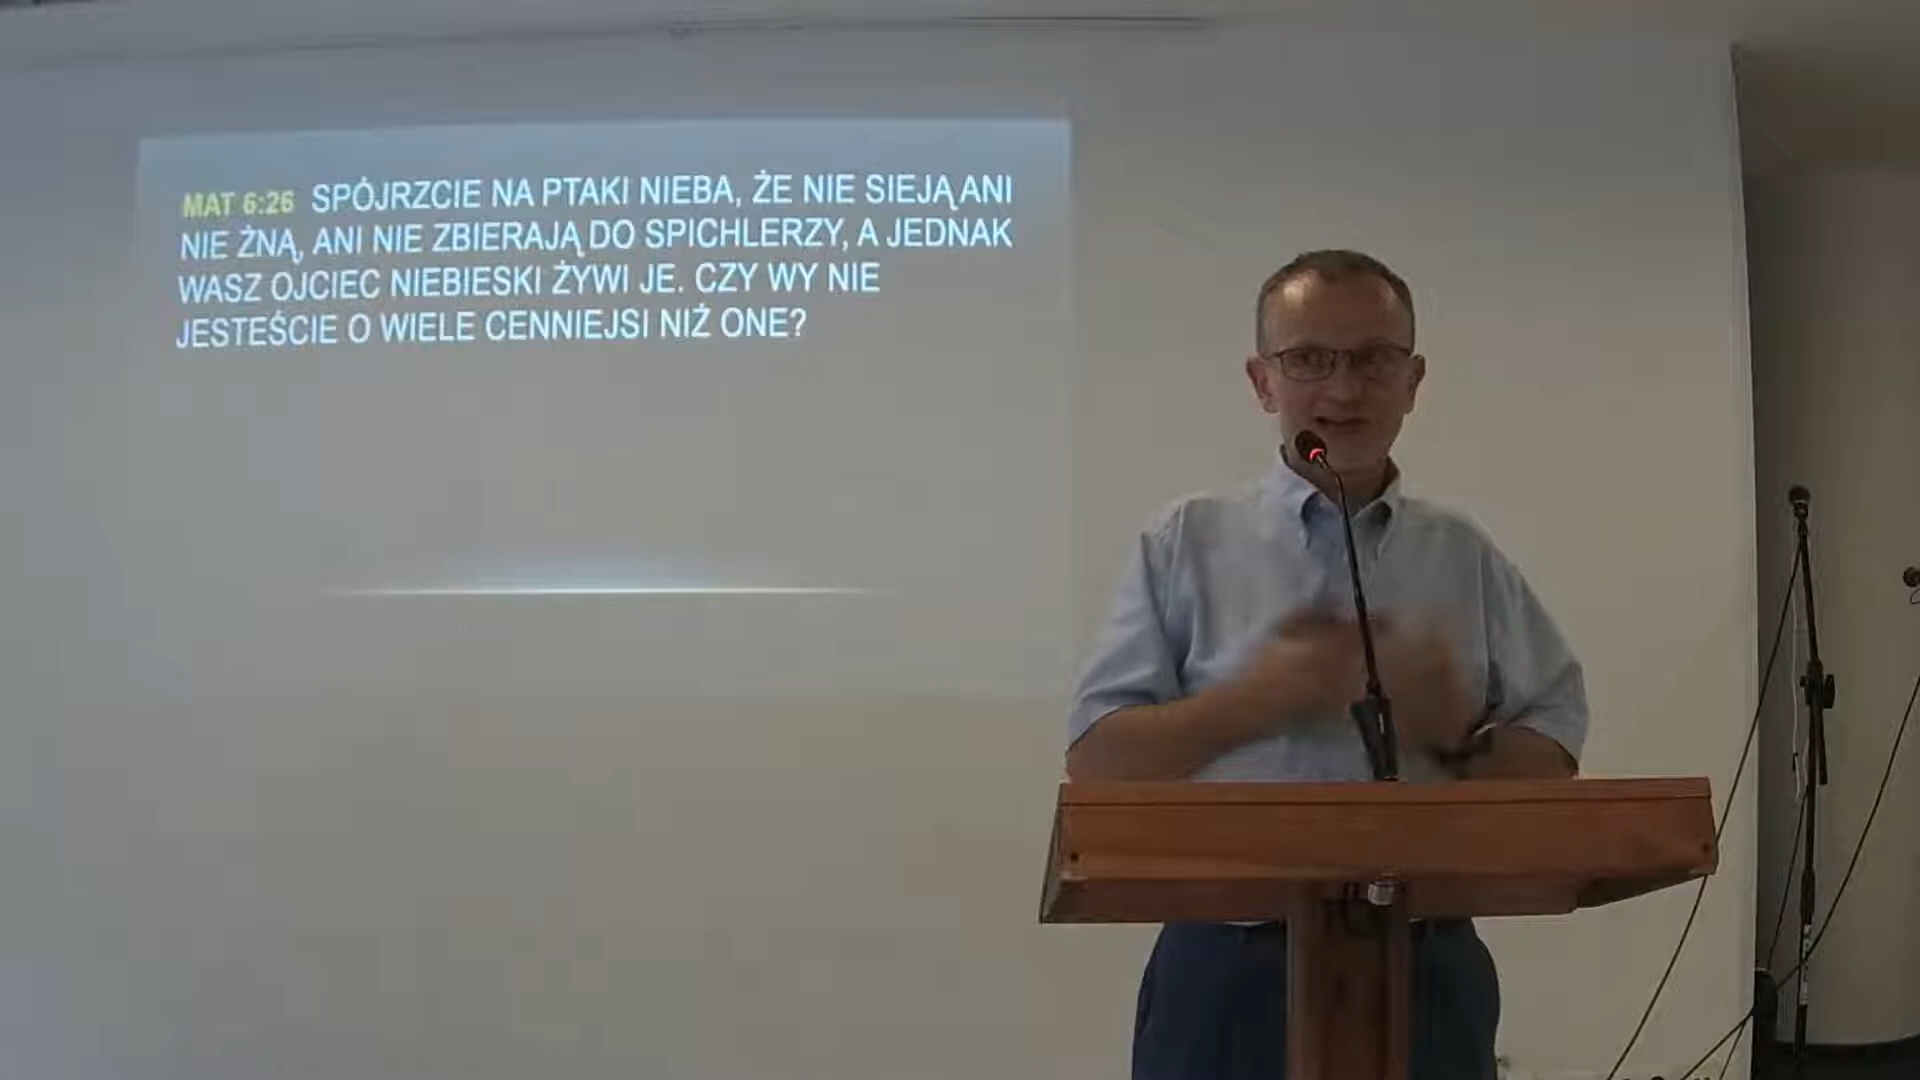 MAT 6:26 SPÓJRZCIE NA PTAKI NIEBA, ŻE NIE SIEJĄ ANI
NIE ŻNĄ, ANI NIE ZBIERAJĄ DO SPICHLERZY, A JEDNAK
WASZ OJCIEC NIEBIESKI ŻYWI JE. CZY WY NIE
JESTEŚCIE O WIELE CENNIEJSI NIŻ ONE?